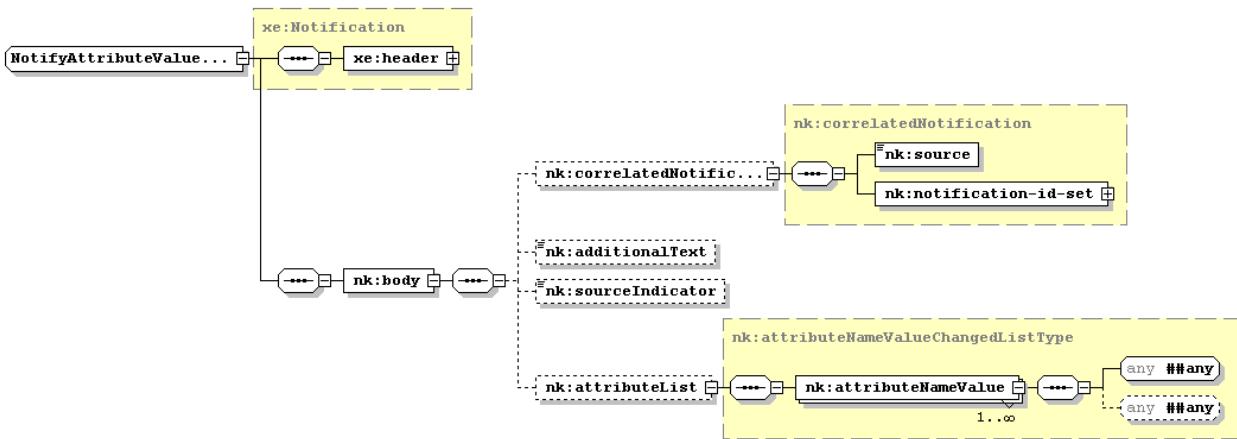 xe:Notification
NotifyAttributeValue...
xe:header
nk:correlatedNotification
nk:source
nk:correlatedNotific...
nk:notification-id-set
nk:additionalText
nk:body
nk:sourceIndicator
nk:attributeNameValueChangedListType
any ##any
nk:attributeList
nk:attributeNameValue
any ##any
1..∞